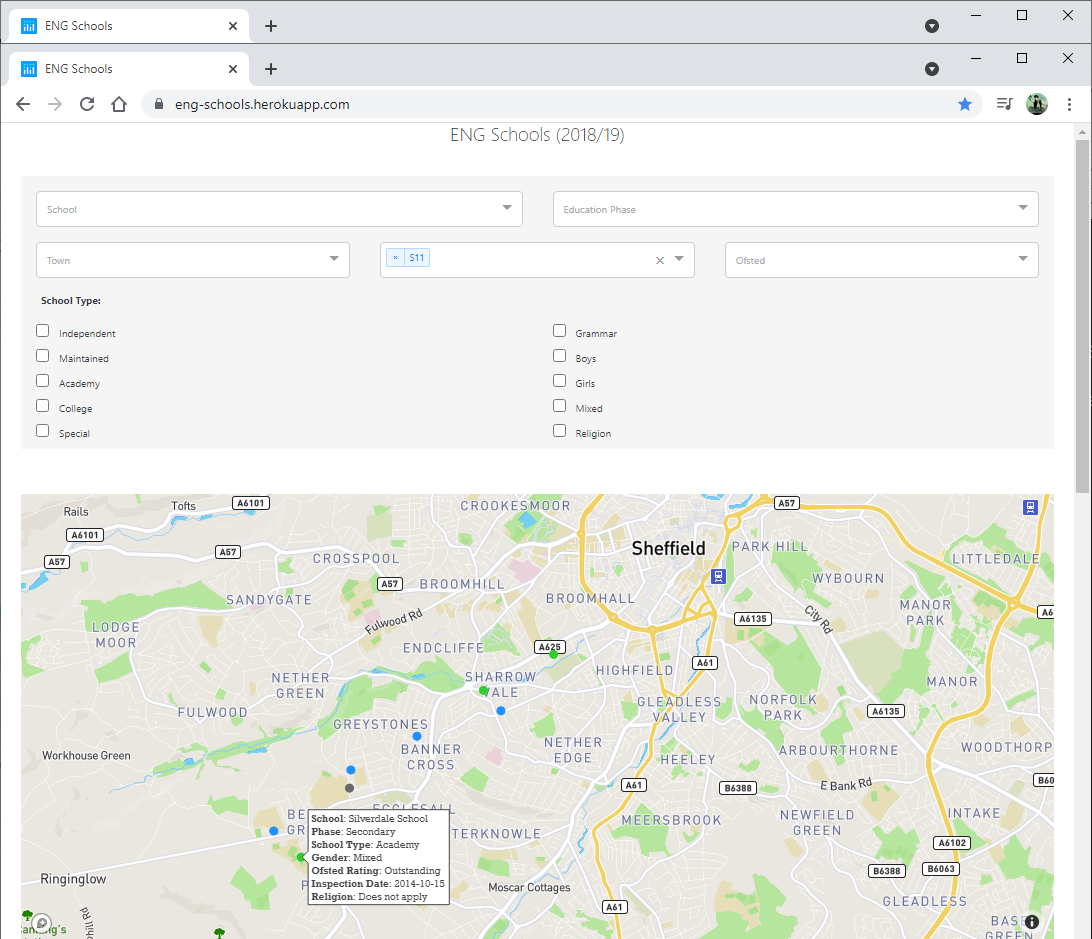 ENG Schools
ENG Schools
eng-schools.herokuapp.com
ENG Schools (2018/19)
School
Education Phase
Town
× S11
Ofsted
School Type:
Independent
Maintained
Academy
College
Special
Grammar
Boys
Girls
Mixed
Religion
Rails
Tofts
A6101
CROOKESMOOR
A57
A6101
A57
A57
CROSSPOOL
Sheffield
PARK HILL
LITTLEDALE
A57
BROOMHILL
WYBOURN
SANDYGATE
BROOMHALL
MANOR
PARK
LODGE
MOOR
Fulwood Rd
A6135
City Rd
ENDCLIFFE
A625
HIGHFIELD
A61
NETHER
GREEN
SHARROW
VALE
MANOR
FULWOOD
GREYSTONES
GLEADLESS
VALLEY
NORFOLK
PARK
A6135
Workhouse Green
BANNER
CROSS
NETHER
EDGE
HEELEY
ARBOURTHORNE
WOODTHORP
A61
B6388
E Bank Rd
ECCLESALL
MEERSBROOK
NEWFIELD
GREEN
INTAKE
TERKNOWLE
A6102
B6388
B6063
Ringinglow
Moscar Cottages
A61
GLEADLESS
School: Silverdale School
Phase: Secondary
School Type: Academy
Gender: Mixed
Ofsted Rating: Outstanding
Inspection Date: 2014-10-15
Religion: Does not apply
GREEN